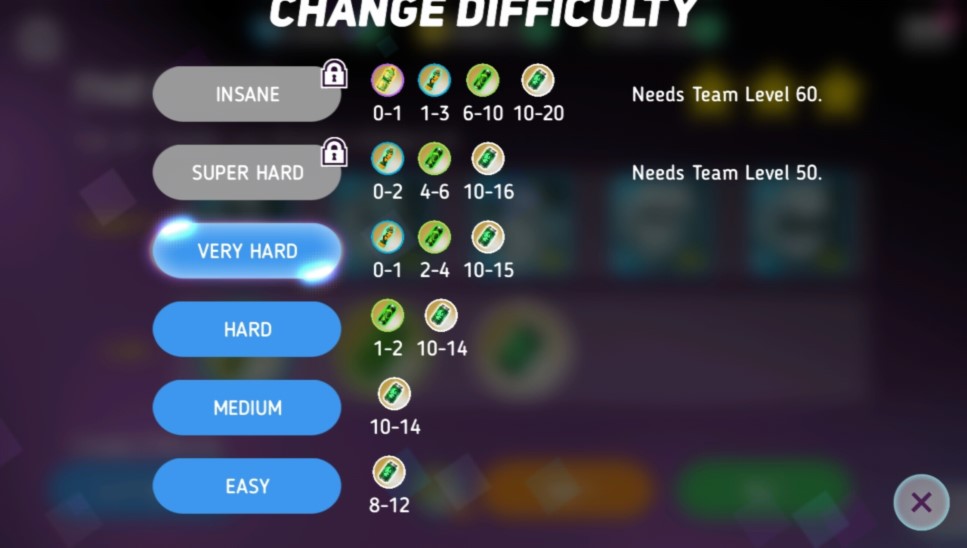 CHANGE DIFFICULTY
INSANE
0-1 1-3 6-10 10-20
Needs Team Level 60.
SUPER HARD
0-2 4-6 10-16
Needs Team Level 50.
VERY HARD
0-1 2-4 10-15
HARD
1-2 10-14
MEDIUM
10-14
EASY
8-12